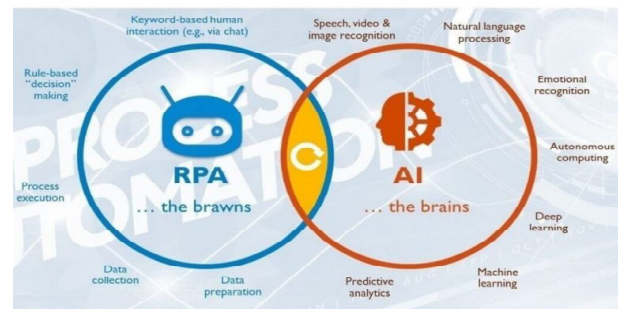 PROCESS
AUTOMATION
Keyword-based human
interaction (e.g., via chat)
Speech, video &
image recognition
Natural language
processing
Rule-based
"decision"
making
Emotional
recognition
RPA
... the brawns
AI
... the brains
Autonomous
computing
Process
execution
Deep
learning
Data
collection
Data
preparation
Predictive
analytics
Machine
learning